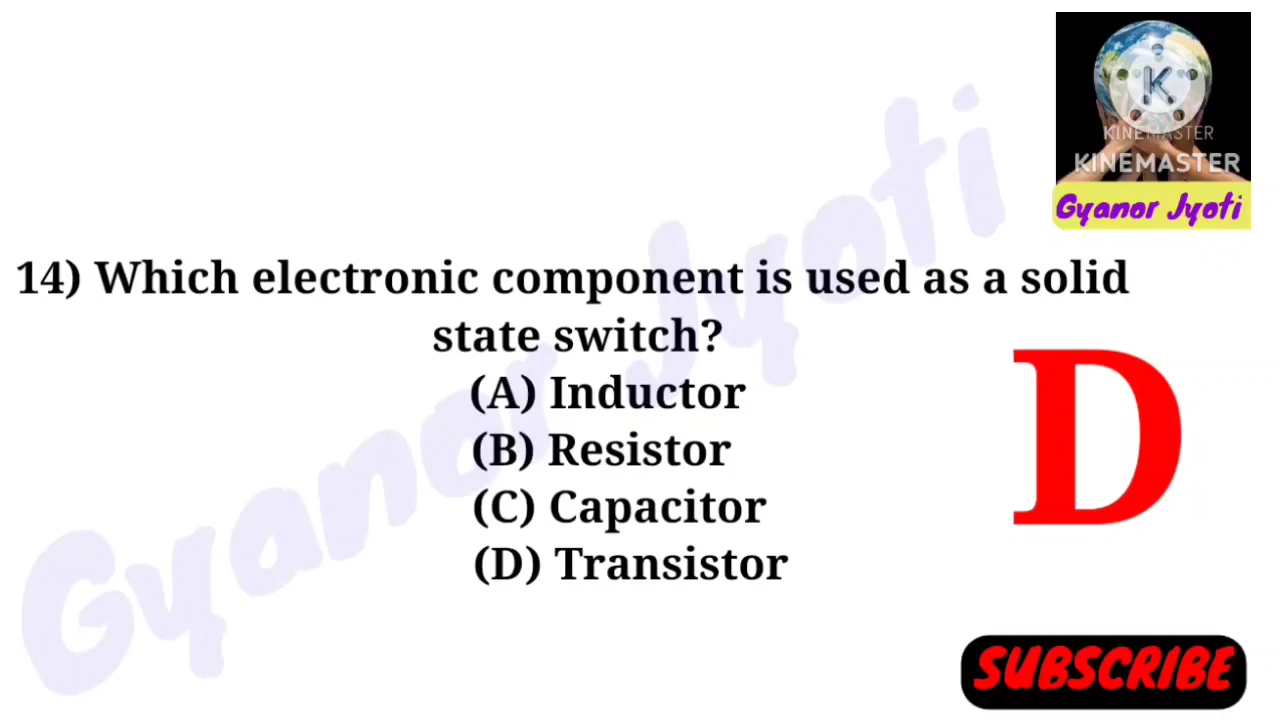 KINEMASTER
KINEMASTER
Gyanor Jyoti
14) Which electronic component is used as a solid
state switch?
(A) Inductor
(B) Resistor
(C) Capacitor
(D) Transistor
D
Gyanor Jyoti
SUBSCRIBE